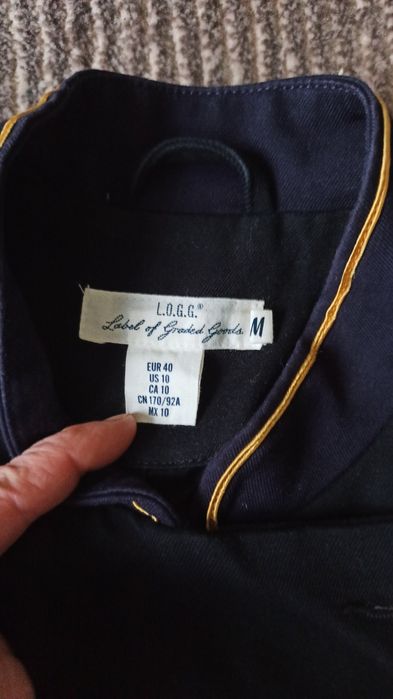 L.O.G.G.®
Label of Graded Goods
M
EUR 40
US 10
CA 10
CN 170/92A
MX 10